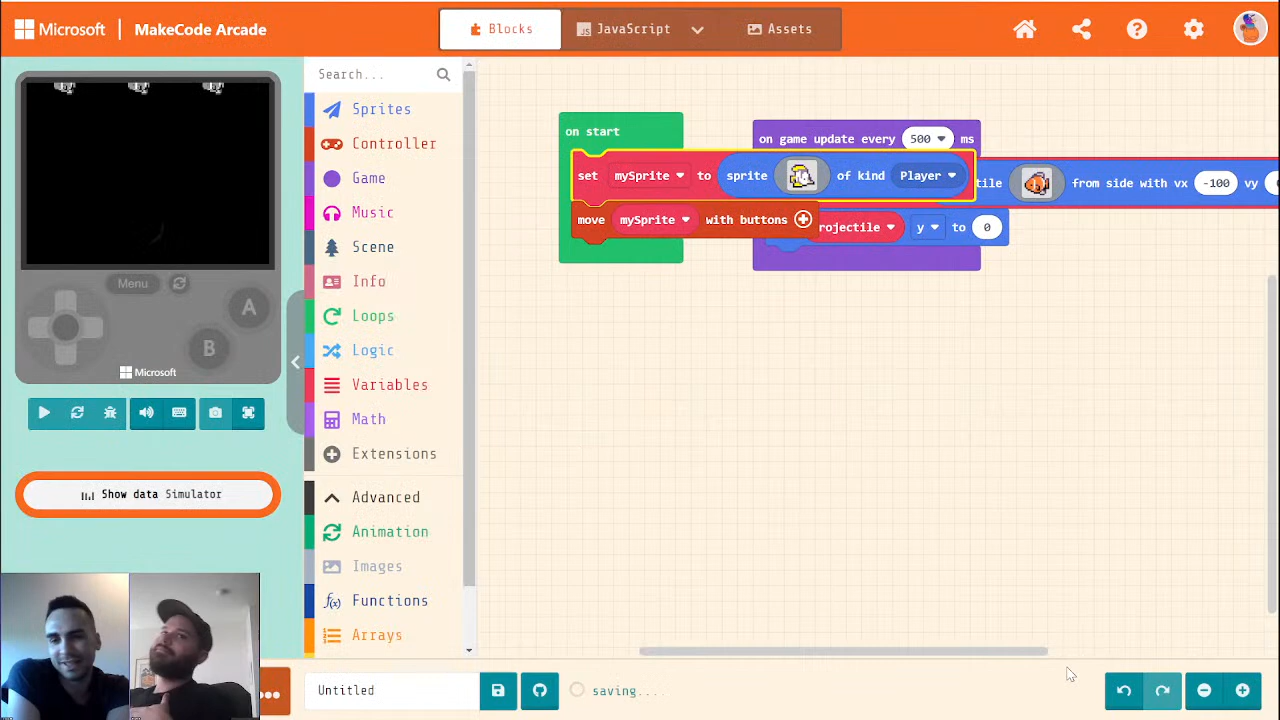 Microsoft
MakeCode Arcade
Blocks
JavaScript
Assets
Menu
A
B
Microsoft
Show data Simulator
Search...
Sprites
Controller
Game
Music
Scene
Info
Loops
Logic
Variables
Math
Extensions
Advanced
Animation
Images
Functions
Arrays
on start
set mySprite to sprite of kind Player
move mySprite with buttons
on game update every 500 ms
from side with vx -100 vy
y to 0
Untitled
saving....